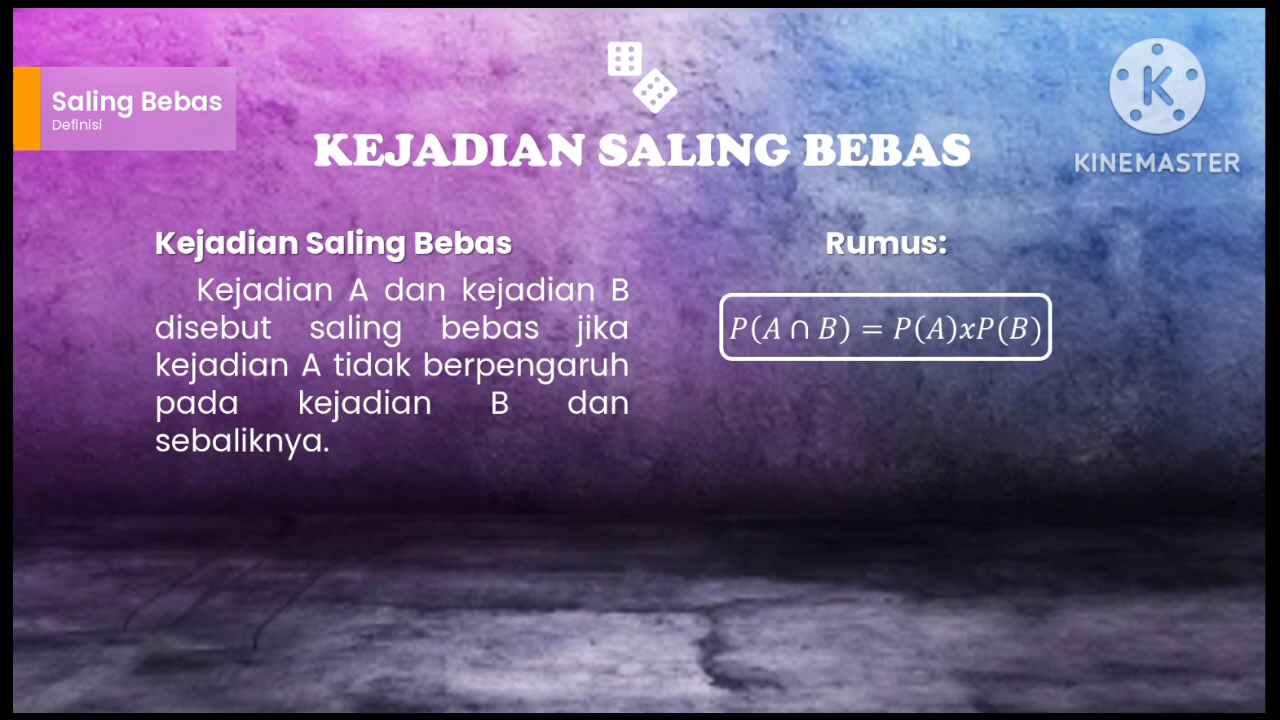 Saling Bebas
Definisi
KINEMASTER
KEJADIAN SALING BEBAS
Kejadian Saling Bebas
Kejadian A dan kejadian B
disebut saling bebas jika
kejadian A tidak berpengaruh
pada kejadian B dan
sebaliknya.
Rumus:
P(A ∩ B) = P(A)xP(B)